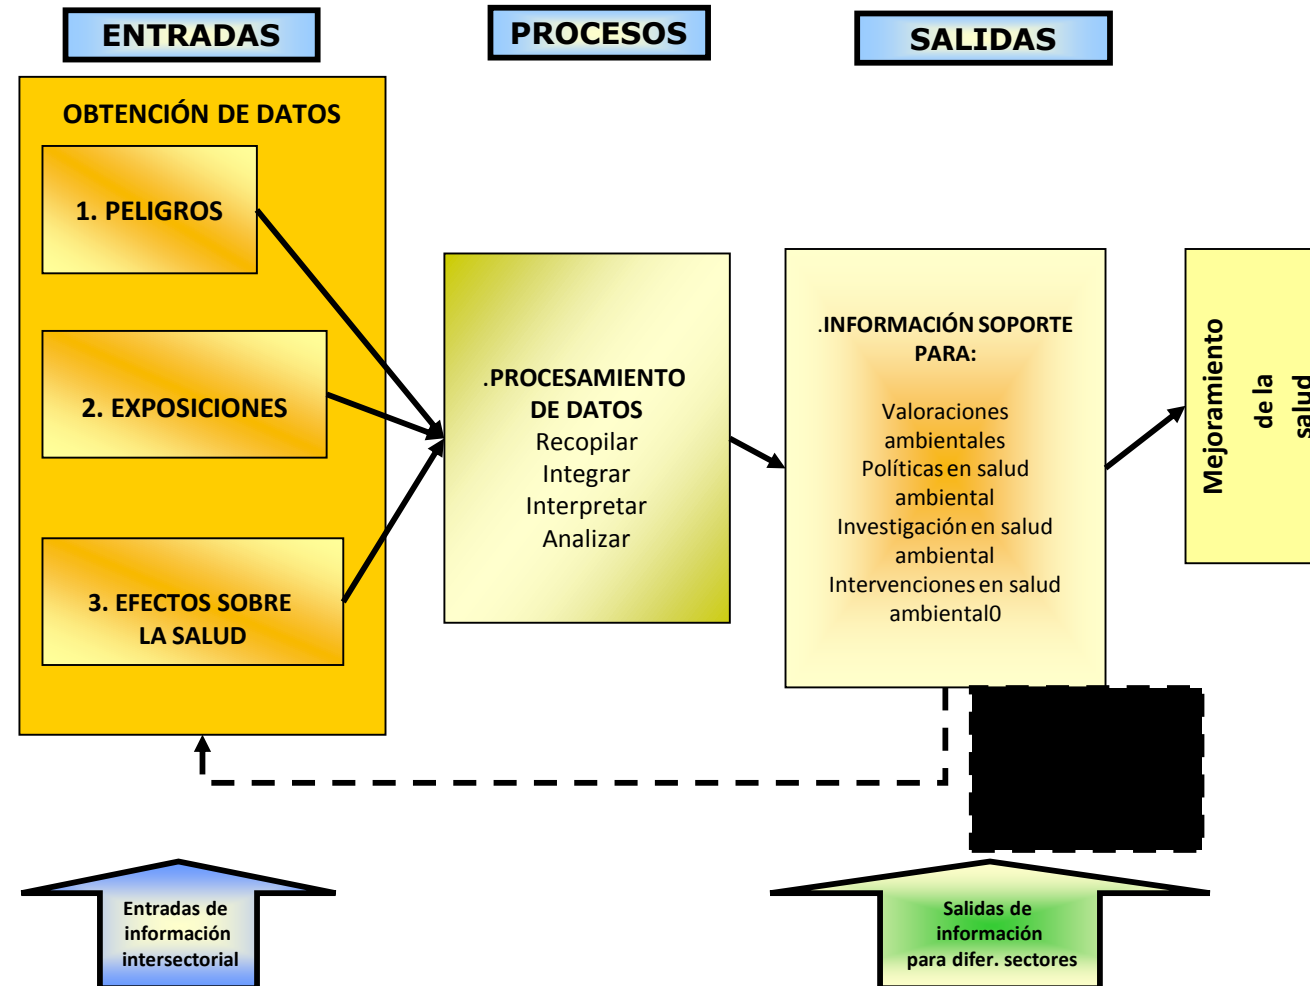 ENTRADAS
PROCESOS
SALIDAS
OBTENCIÓN DE DATOS
1. PELIGROS
2. EXPOSICIONES
3. EFECTOS SOBRE
LA SALUD
.PROCESAMIENTO
DE DATOS
Recopilar
Integrar
Interpretar
Analizar
.INFORMACIÓN SOPORTE
PARA:
Valoraciones
ambientales
Políticas en salud
ambiental
Investigación en salud
ambiental
Intervenciones en salud
ambiental0
Mejoramiento
de la
salud
Entradas de
información
intersectorial
Salidas de
información
para difer. sectores